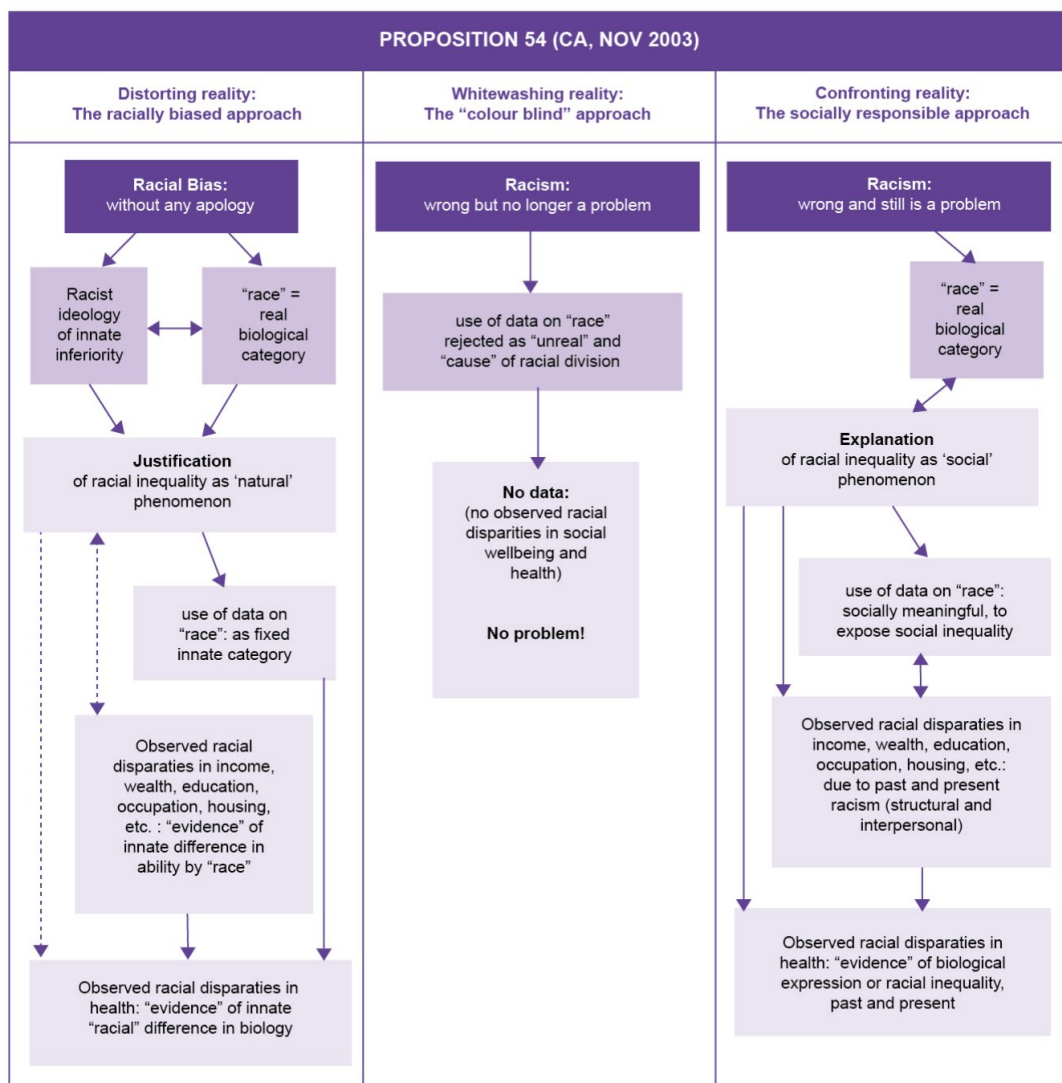 PROPOSITION 54 (CA, NOV 2003)
Distorting reality:
The racially biased approach
Racial Bias:
without any apology
Racist
ideology
of innate
inferiority
“race” =
real
biological
category
Justification
of racial inequality as ‘natural’
phenomenon
use of data on
“race”: as fixed
innate category
Observed racial
disparaties in income,
wealth, education,
occupation, housing,
etc. : “evidence” of
innate difference in
ability by “race”
Observed racial disparaties in
health: “evidence” of innate
“racial” difference in biology
Whitewashing reality:
The “colour blind” approach
Racism:
wrong but no longer a problem
use of data on “race”
rejected as “unreal” and
“cause” of racial division
No data:
(no observed racial
disparities in social
wellbeing and
health)
No problem!
Confronting reality:
The socially responsible approach
Racism:
wrong and still is a problem
“race” =
real
biological
category
Explanation
of racial inequality as ‘social’
phenomenon
use of data on “race”:
socially meaningful, to
expose social inequality
Observed racial disparaties in
income, wealth, education,
occupation, housing, etc.:
due to past and present
racism (structural and
interpersonal)
Observed racial disparaties in
health: “evidence” of biological
expression or racial inequality,
past and present